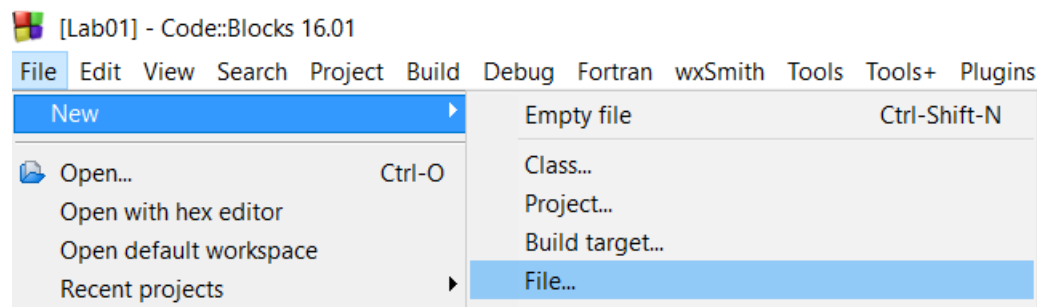 [Lab01] - Code::Blocks 16.01
File Edit View Search Project Build Debug Fortran wxSmith Tools Tools+ Plugins
New
Empty file Ctrl-Shift-N
Open... Ctrl-O
Class...
Open with hex editor
Project...
Open default workspace
Build target...
Recent projects
File...